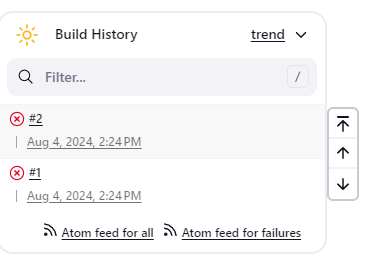 Build History trend
Filter... /
#2
Aug 4, 2024, 2:24 PM
#1
Aug 4, 2024, 2:24 PM
Atom feed for all Atom feed for failures